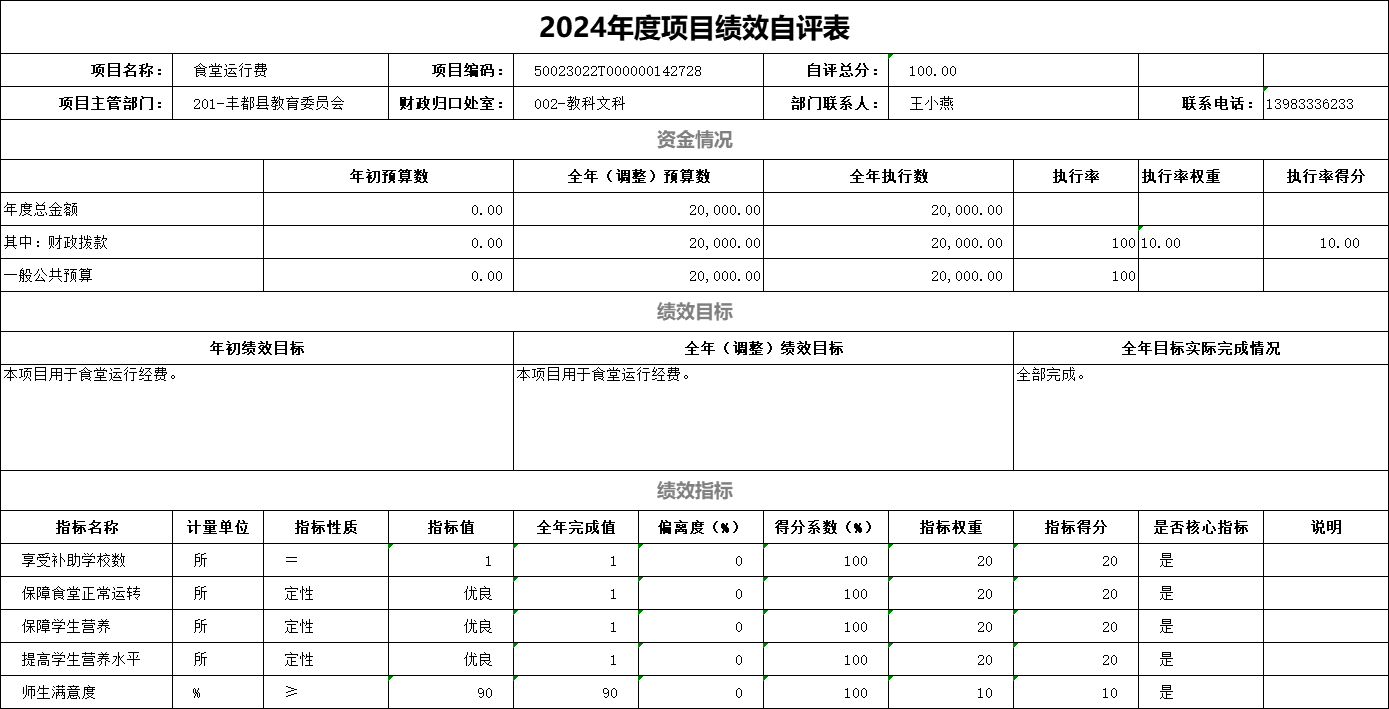 2024年度项目绩效自评表
项目名称： 食堂运行费 项目编码： 50023022T000000142728 自评总分： 100.00
项目主管部门： 201-丰都县教育委员会 财政归口处室： 002-教科文科 部门联系人： 王小燕 联系电话： 13983336233
资金情况
年初预算数 全年（调整）预算数 全年执行数 执行率 执行率权重 执行率得分
年度总金额 0.00 20,000.00 20,000.00
其中：财政拨款 0.00 20,000.00 20,000.00 100 10.00 10.00
一般公共预算 0.00 20,000.00 20,000.00 100
绩效目标
年初绩效目标 全年（调整）绩效目标 全年目标实际完成情况
本项目用于食堂运行经费。 本项目用于食堂运行经费。 全部完成。
绩效指标
指标名称 计量单位 指标性质 指标值 全年完成值 偏离度（%） 得分系数（%） 指标权重 指标得分 是否核心指标 说明
享受补助学校数 所 ＝ 1 1 0 100 20 20 是
保障食堂正常运转 所 定性 优良 1 0 100 20 20 是
保障学生营养 所 定性 优良 1 0 100 20 20 是
提高学生营养水平 所 定性 优良 1 0 100 20 20 是
师生满意度 % ≥ 90 90 0 100 10 10 是